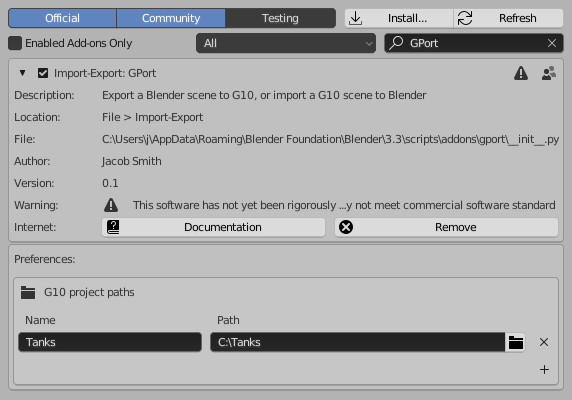 Official Community Testing Install... Refresh
Enabled Add-ons Only All GPort
Import-Export: GPort
Description: Export a Blender scene to G10, or import a G10 scene to Blender
Location: File > Import-Export
File: C:\Users\j\AppData\Roaming\Blender Foundation\Blender\3.3\scripts\addons\gport\__init__.py
Author: Jacob Smith
Version: 0.1
Warning: This software has not yet been rigorously ...y not meet commercial software standard
Internet: Documentation Remove
Preferences:
G10 project paths
Name Path
Tanks C:\Tanks